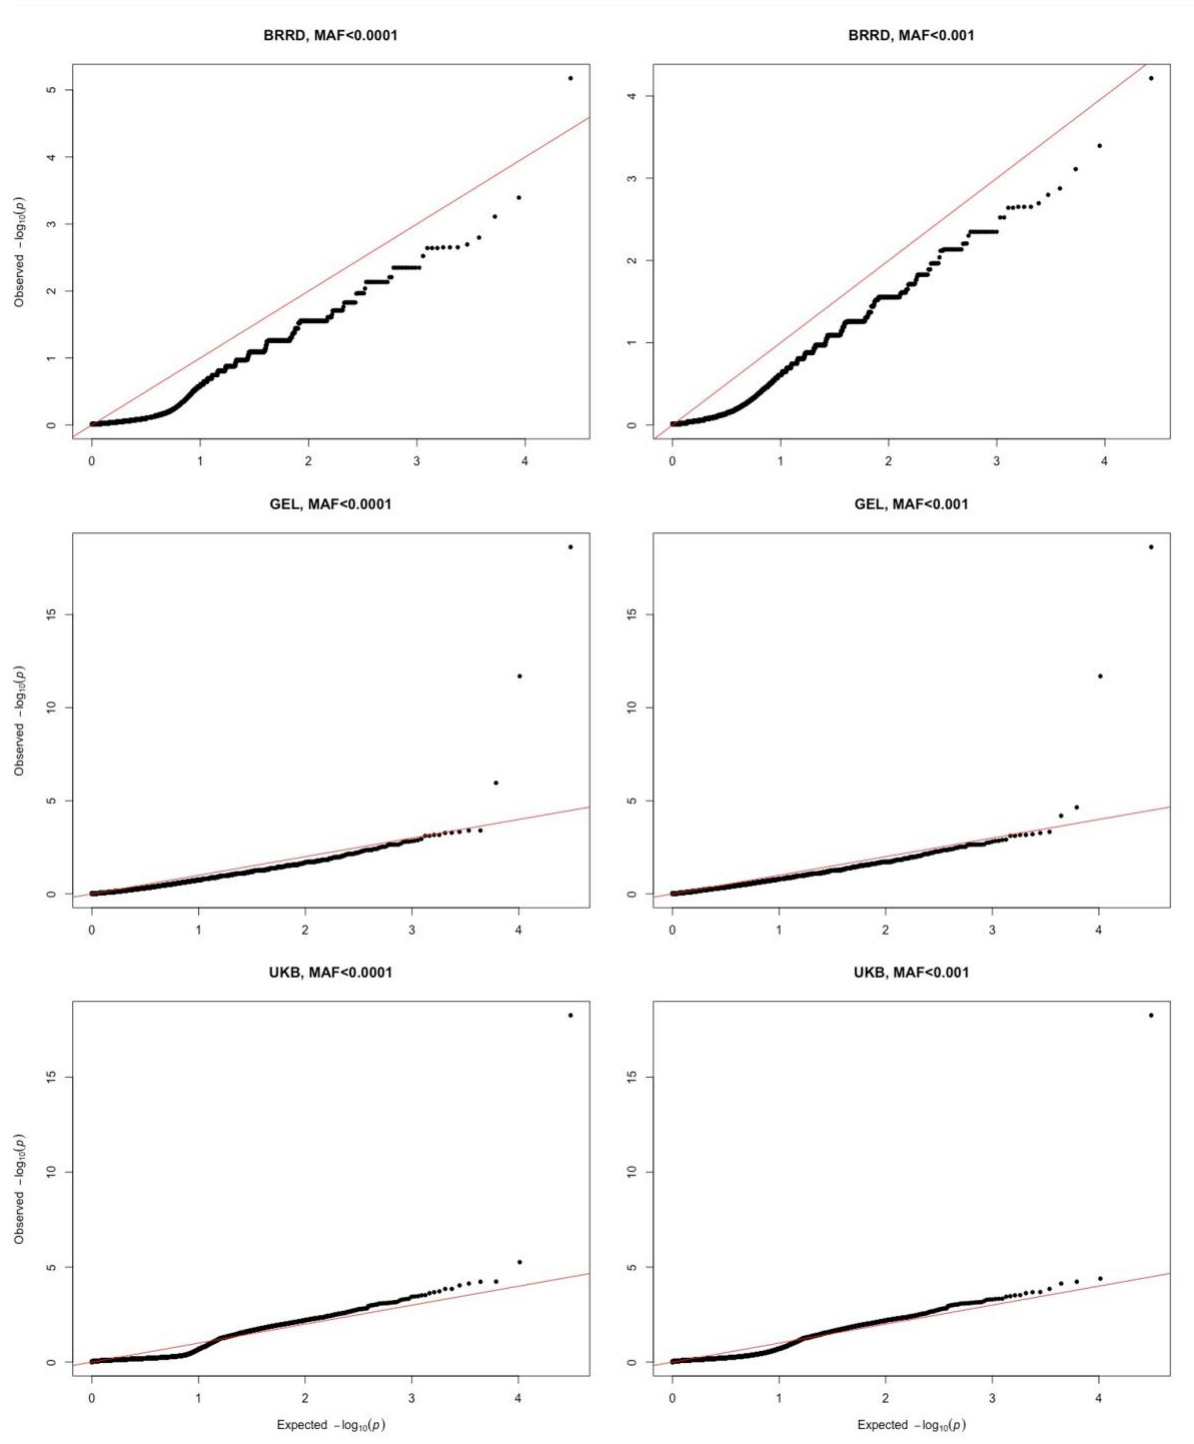 BRRD, MAF<0.0001
BRRD, MAF<0.001
Observed −log10(p)
5
4
3
2
1
0
0 1 2 3 4
4
3
2
1
0
0 1 2 3 4
GEL, MAF<0.0001
GEL, MAF<0.001
Observed −log10(p)
15
10
5
0
0 1 2 3 4
15
10
5
0
0 1 2 3 4
UKB, MAF<0.0001
UKB, MAF<0.001
Observed −log10(p)
15
10
5
0
0 1 2 3 4
Expected −log10(p)
15
10
5
0
0 1 2 3 4
Expected −log10(p)